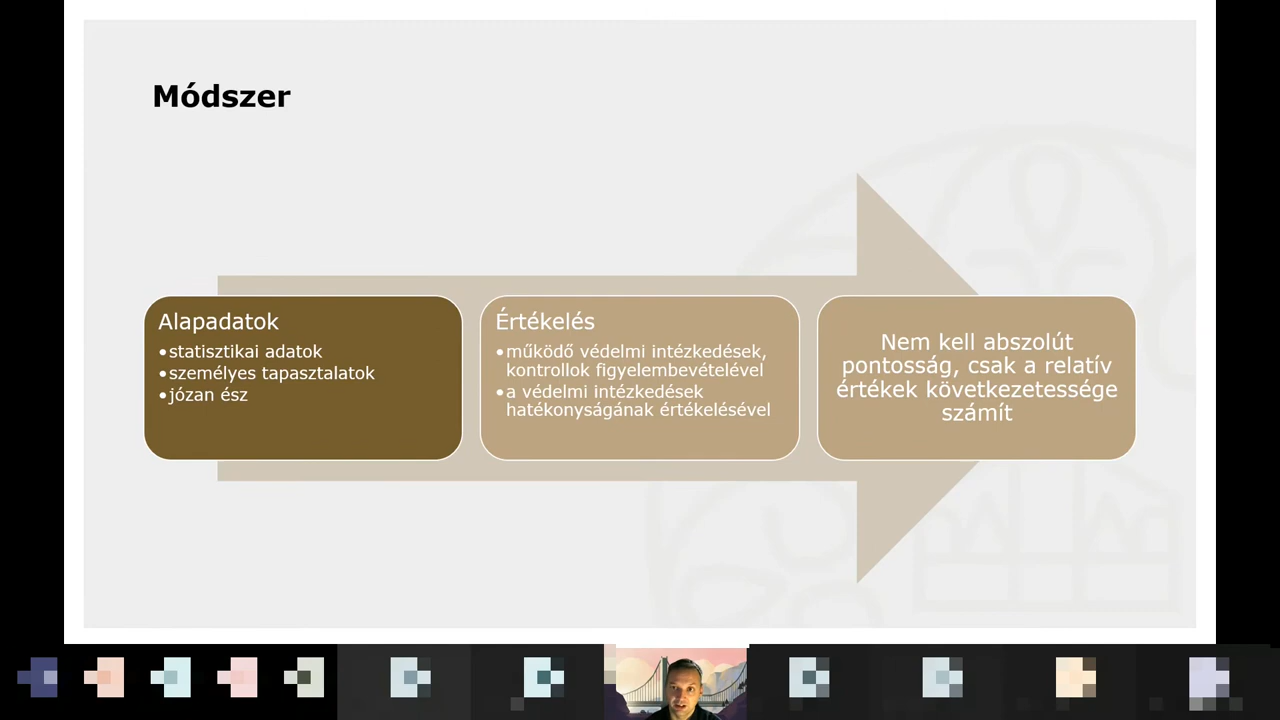 Módszer
Alapadatok
•statisztikai adatok
•személyes tapasztalatok
•józan ész
Értékelés
•működő védelmi intézkedések,
kontrollok figyelembevételével
•a védelmi intézkedések
hatékonyságának értékelésével
Nem kell abszolút
pontosság, csak a relatív
értékek következetessége
számít